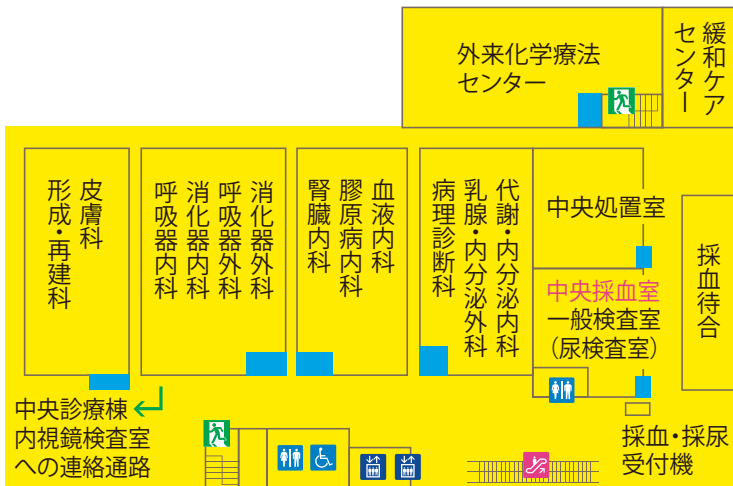 外来化学療法
センター
緩和ケア
センター
皮膚科
形成・再建科
消化器外科
呼吸器外科
消化器内科
呼吸器内科
血液内科
膠原病内科
腎臓内科
代謝・内分泌内科
乳腺・内分泌外科
病理診断科
中央処置室
中央採血室
一般検査室
（尿検査室）
採血待合
中央診療棟
内視鏡検査室
への連絡通路
採血・採尿
受付機